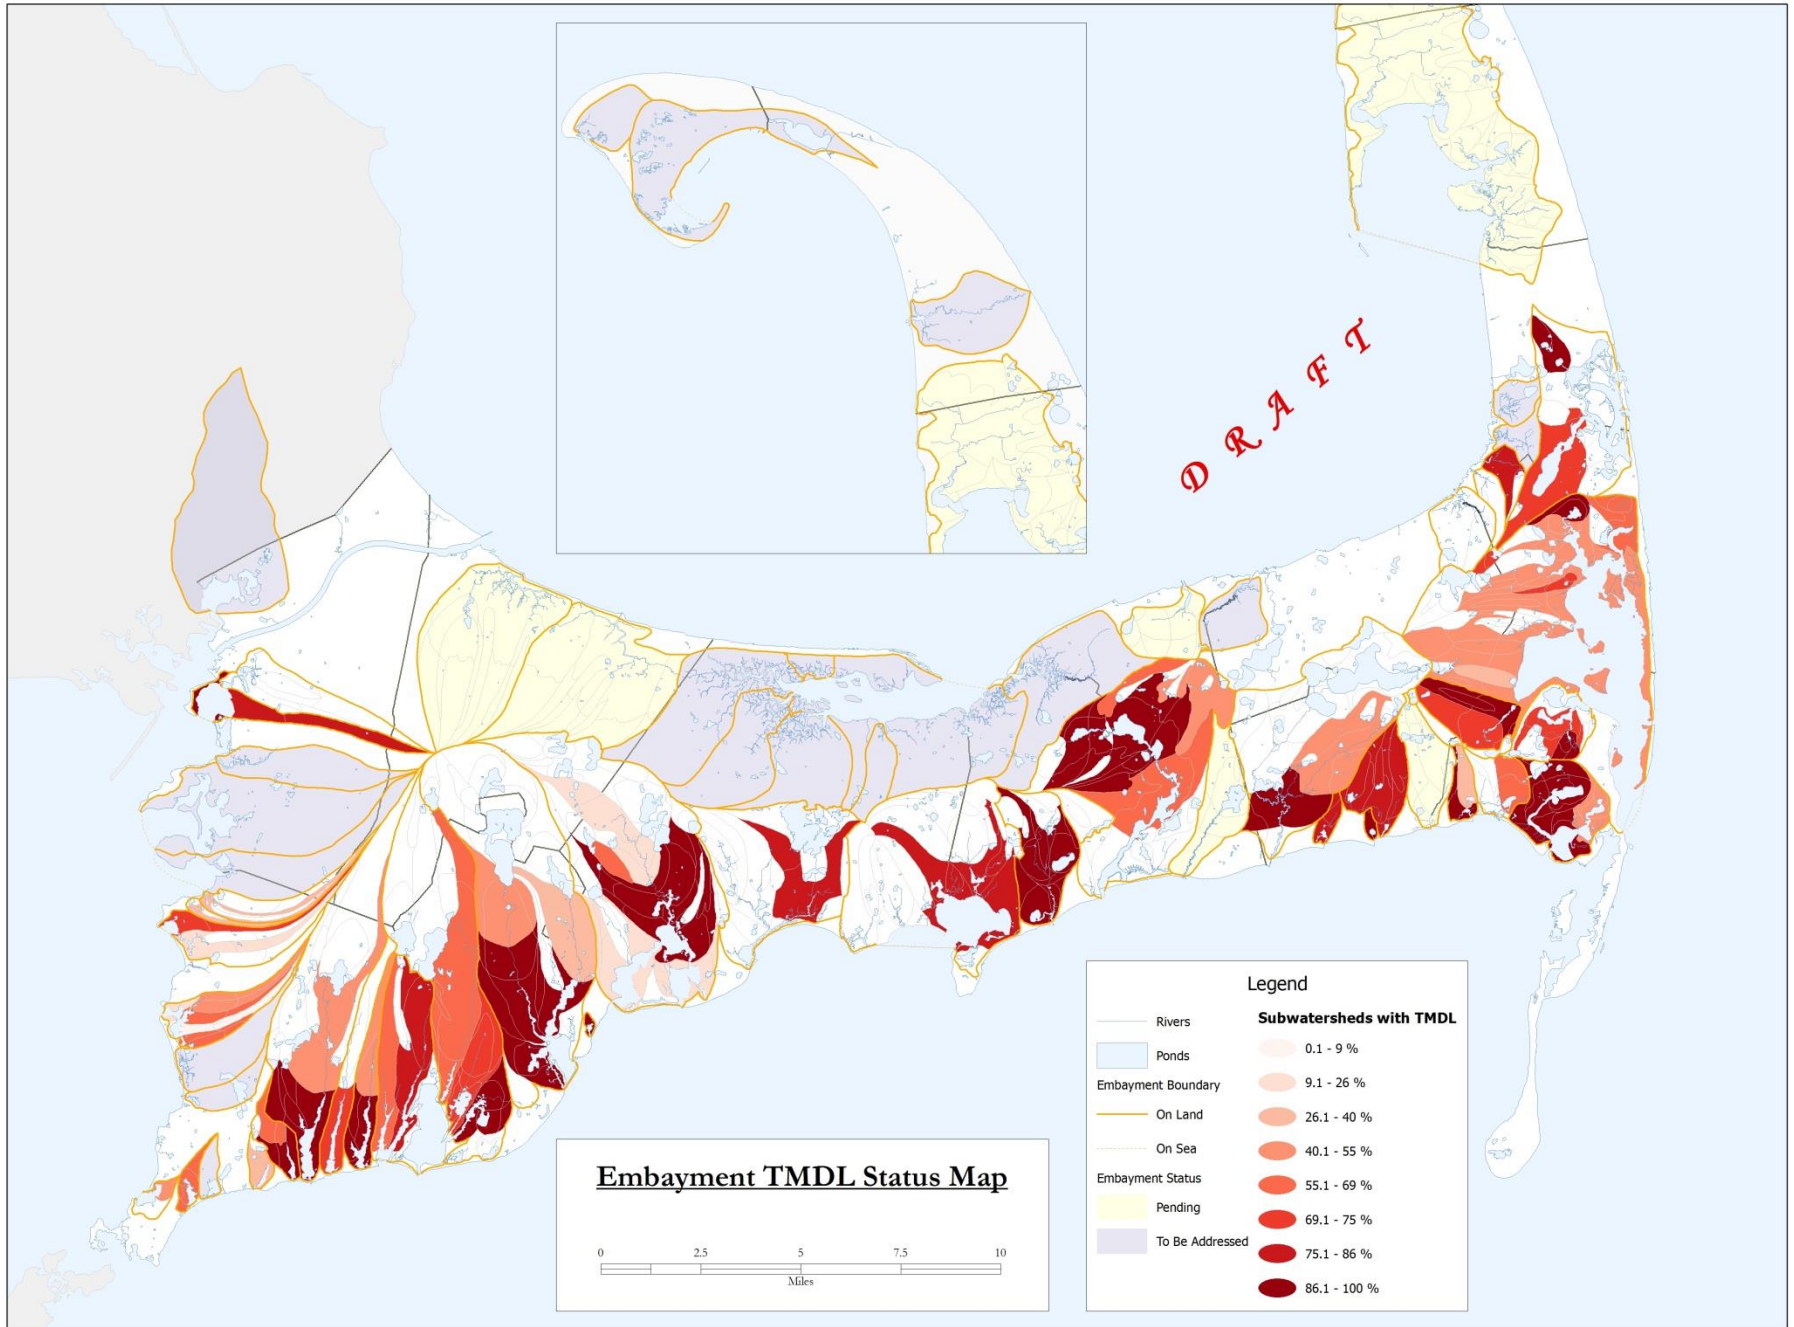 D R A F T
Legend
Rivers
Ponds
Embayment Boundary
On Land
On Sea
Embayment Status
Pending
To Be Addressed
Subwatersheds with TMDL
0.1 - 9 %
9.1 - 26 %
26.1 - 40 %
40.1 - 55 %
55.1 - 69 %
69.1 - 75 %
75.1 - 86 %
86.1 - 100 %
Embayment TMDL Status Map
0 2.5 5 7.5 10
Miles